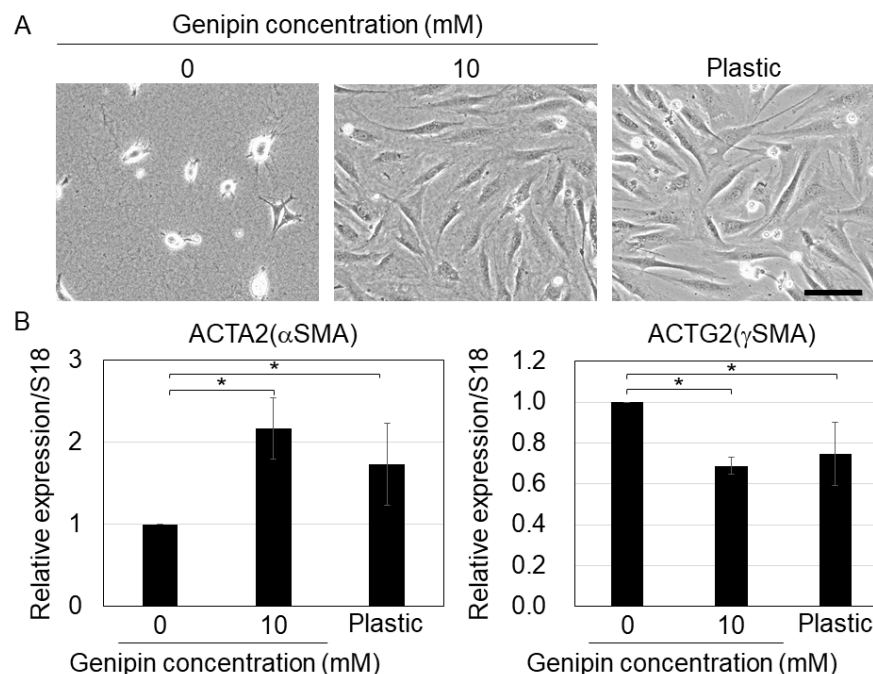 A
Genipin concentration (mM)
0 10 Plastic
B
ACTA2(αSMA)
Relative expression/S18
3
2
1
0
*
*
0 10 Plastic
Genipin concentration (mM)
ACTG2(γSMA)
Relative expression/S18
1.2
1.0
0.8
0.6
0.4
0.2
0.0
*
*
0 10 Plastic
Genipin concentration (mM)